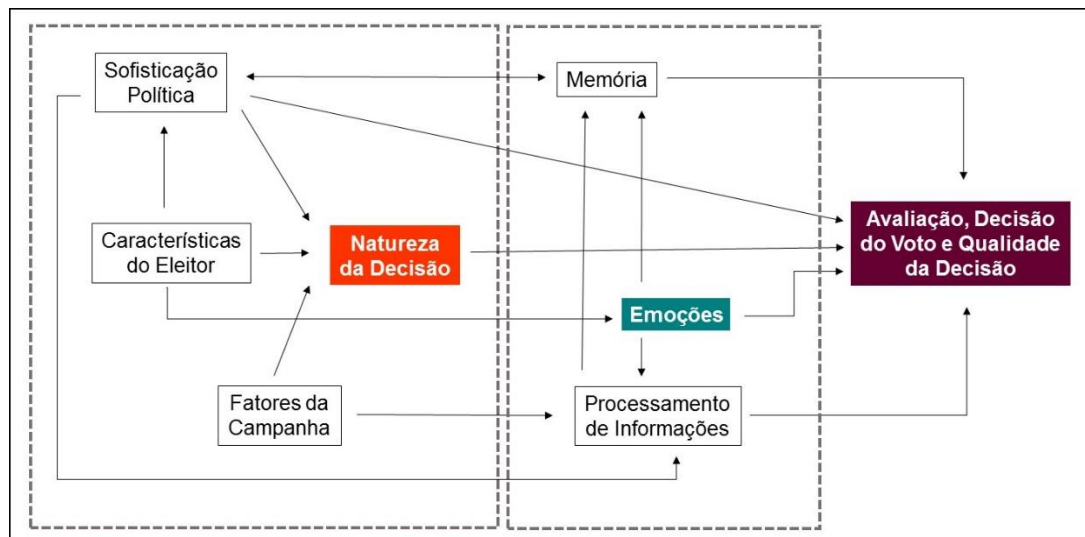 Sofisticação
Política
Memória
Características
do Eleitor
Natureza
da Decisão
Avaliação, Decisão
do Voto e Qualidade
da Decisão
Emoções
Fatores da
Campanha
Processamento
de Informações